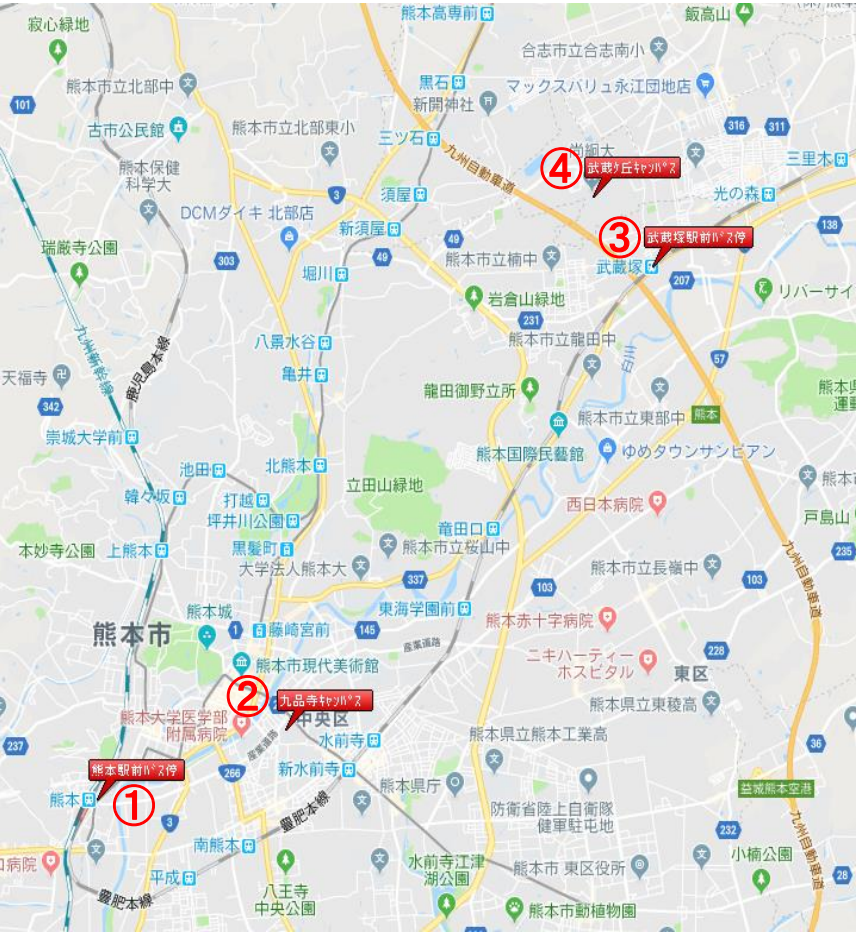 熊本高専前
飯高山
寂心緑地
合志市立合志南小
熊本市立北部中
黒石
マックスバリュ永江団地店
新開神社
101
古市公民館
熊本市立北部東小
三ツ石
316
311
九州自動車道
尚絅大
三里木
熊本保健
科学大
④
武蔵ケ丘キャンパス
3
須屋
光の森
DCMダイキ 北部店
新須屋
③
武蔵塚駅前バス停
138
瑞厳寺公園
49
303
49
熊本市立楠中
武蔵塚
堀川
207
岩倉山緑地
リバーサイ
231
九州新幹線
鹿児島本線
八景水谷
熊本市立龍田中
白川
57
天福寺
亀井
龍田御野立所
熊本県
運動
342
熊本市立東部中
熊本
崇城大学前
熊本国際民藝館
ゆめタウンサンピアン
池田
北熊本
立田山緑地
韓々坂
打越
西日本病院
坪井川公園
竜田口
戸島山
本妙寺公園
上熊本
黒髪町
熊本市立桜山中
235
大学法人熊本大
熊本市立長嶺中
337
103
103
九州自動車道
熊本城
東海学園前
熊本市
1
藤崎宮前
145
熊本赤十字病院
産業道路
228
熊本市現代美術館
ニキハーティー
ホスピタル
東区
②
九品寺キャンパス
熊本県立東稜高
熊本大学医学部
附属病院
中央区
水前寺
熊本県立熊本工業高
237
産業道路
36
熊本駅前バス停
266
新水前寺
熊本県庁
益城熊本空港
熊本
①
豊肥本線
防衛省陸上自衛隊
健軍駐屯地
3
232
九州自動車道
南熊本
口病院
水前寺江津
湖公園
熊本市 東区役所
小楠公園
平成
28
豊肥本線
八王寺
中央公園
熊本市動植物園